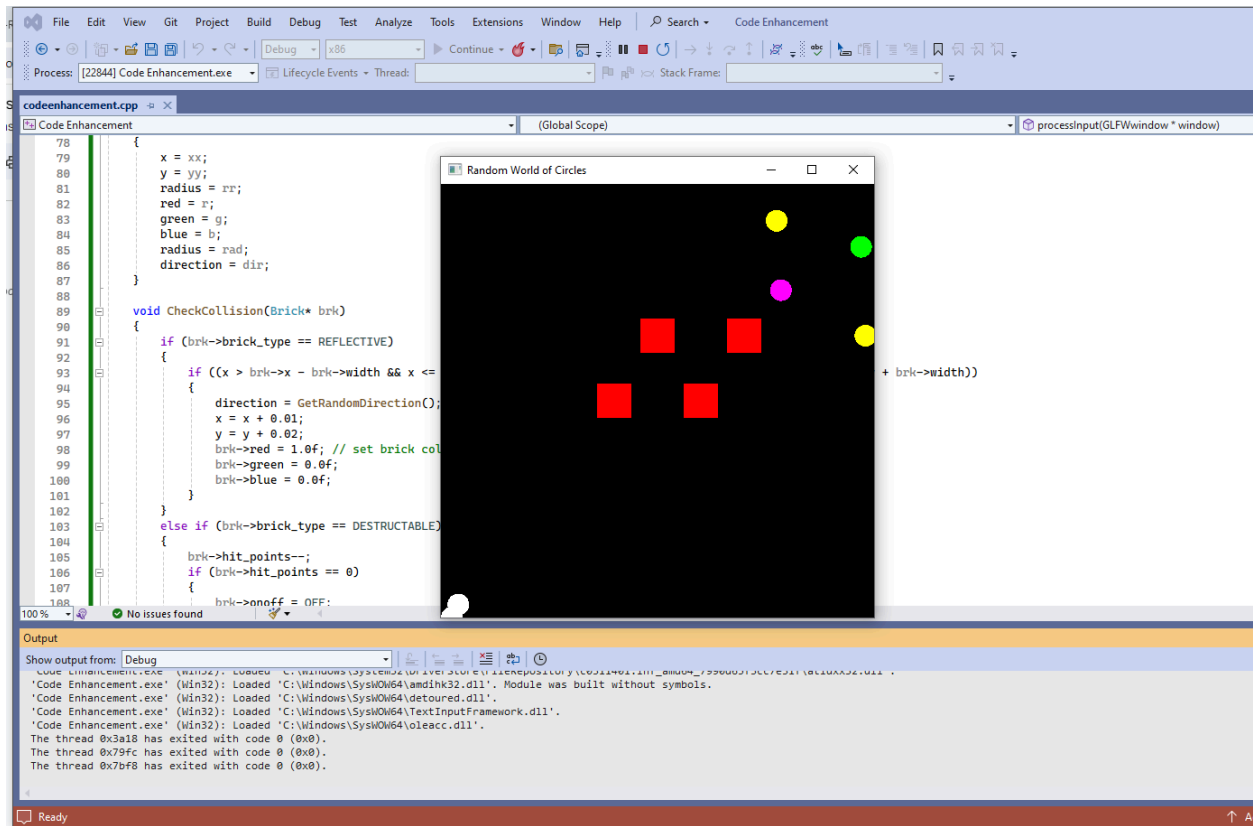 File Edit View Git Project Build Debug Test Analyze Tools Extensions Window Help Search Code Enhancement
Debug x86 Continue
Process: [22844] Code Enhancement.exe Lifecycle Events Thread: Stack Frame:
codeenhancement.cpp
Code Enhancement (Global Scope) processInput(GLFWwindow * window)
78 {
79 x = xx;
80 y = yy;
81 radius = rr;
82 red = r;
83 green = g;
84 blue = b;
85 radius = rad;
86 direction = dir;
87 }
88
89 void CheckCollision(Brick* brk)
90 {
91 if (brk->brick_type == REFLECTIVE)
92 {
93 if ((x > brk->x - brk->width && x <= + brk->width))
94 {
95 direction = GetRandomDirection();
96 x = x + 0.01;
97 y = y + 0.02;
98 brk->red = 1.0f; // set brick col
99 brk->green = 0.0f;
100 brk->blue = 0.0f;
101 }
102 }
103 else if (brk->brick_type == DESTRUCTABLE)
104 {
105 brk->hit_points--;
106 if (brk->hit_points == 0)
107 {
108 brk->onoff = OFF;
Random World of Circles
100 % No issues found
Output
Show output from: Debug
'Code Enhancement.exe' (Win32): Loaded
'Code Enhancement.exe' (Win32): Loaded 'C:\Windows\SysWOW64\amdihk32.dll'. Module was built without symbols.
'Code Enhancement.exe' (Win32): Loaded 'C:\Windows\SysWOW64\detoured.dll'.
'Code Enhancement.exe' (Win32): Loaded 'C:\Windows\SysWOW64\TextInputFramework.dll'.
'Code Enhancement.exe' (Win32): Loaded 'C:\Windows\SysWOW64\oleacc.dll'.
The thread 0x3a18 has exited with code 0 (0x0).
The thread 0x79fc has exited with code 0 (0x0).
The thread 0x7bf8 has exited with code 0 (0x0).
Ready